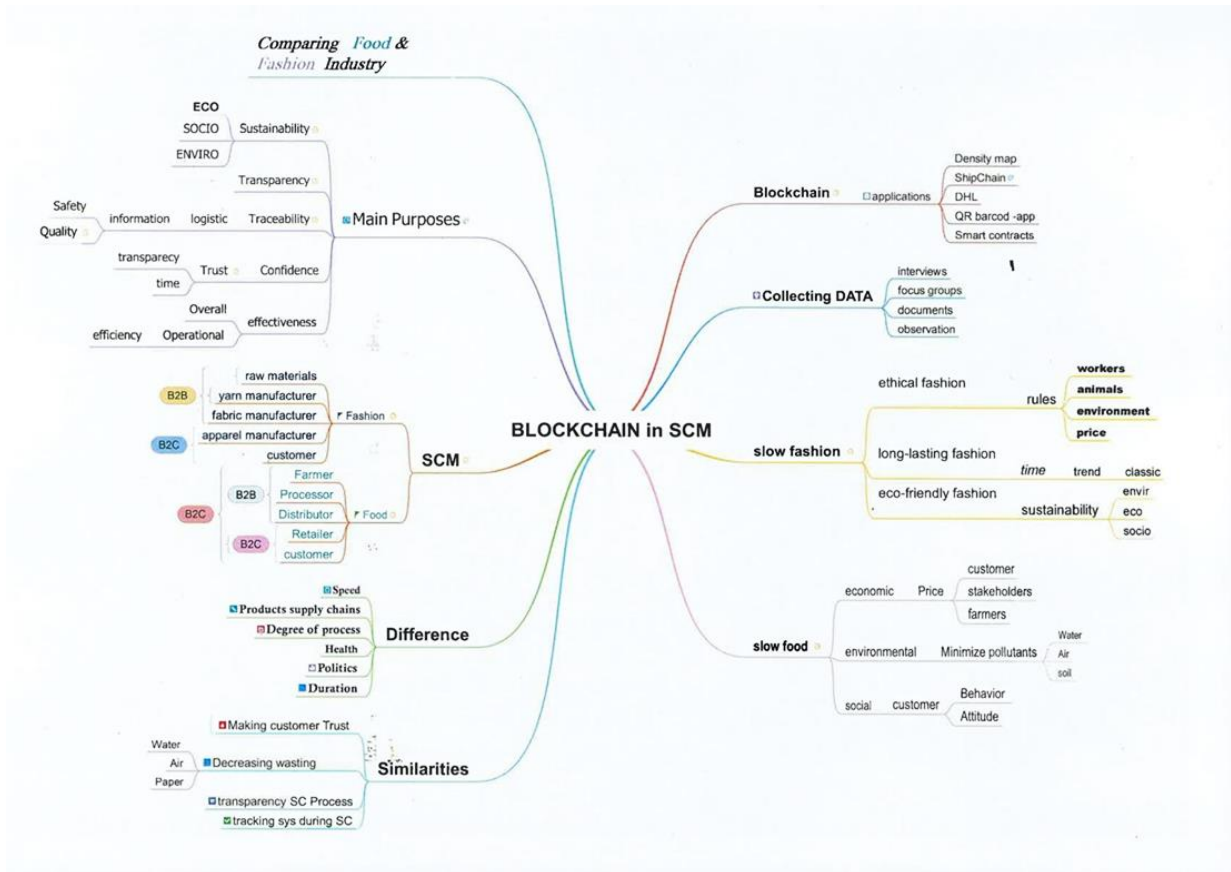 Comparing Food &
Fashion Industry
ECO
SOCIO
ENVIRO
Sustainability
Transparency
Safety
Quality
information
logistic
Traceability
transparecy
time
Trust
Confidence
Overall
efficiency
Operational
effectiveness
Main Purposes
B2B
B2C
raw materials
yarn manufacturer
fabric manufacturer
apparel manufacturer
customer
Fashion
B2C
B2B
B2C
Farmer
Processor
Distributor
Retailer
customer
Food
SCM
Speed
Products supply chains
Degree of process
Health
Politics
Duration
Difference
Making customer Trust
Water
Air
Paper
Decreasing wasting
transparency SC Process
tracking sys during SC
Similarities
BLOCKCHAIN in SCM
Blockchain
applications
Density map
ShipChain
DHL
QR barcod -app
Smart contracts
Collecting DATA
interviews
focus groups
documents
observation
slow fashion
ethical fashion
rules
workers
animals
environment
price
long-lasting fashion
time
trend
classic
eco-friendly fashion
sustainability
envir
eco
socio
slow food
economic
Price
customer
stakeholders
farmers
environmental
Minimize pollutants
Water
Air
soil
social
customer
Behavior
Attitude